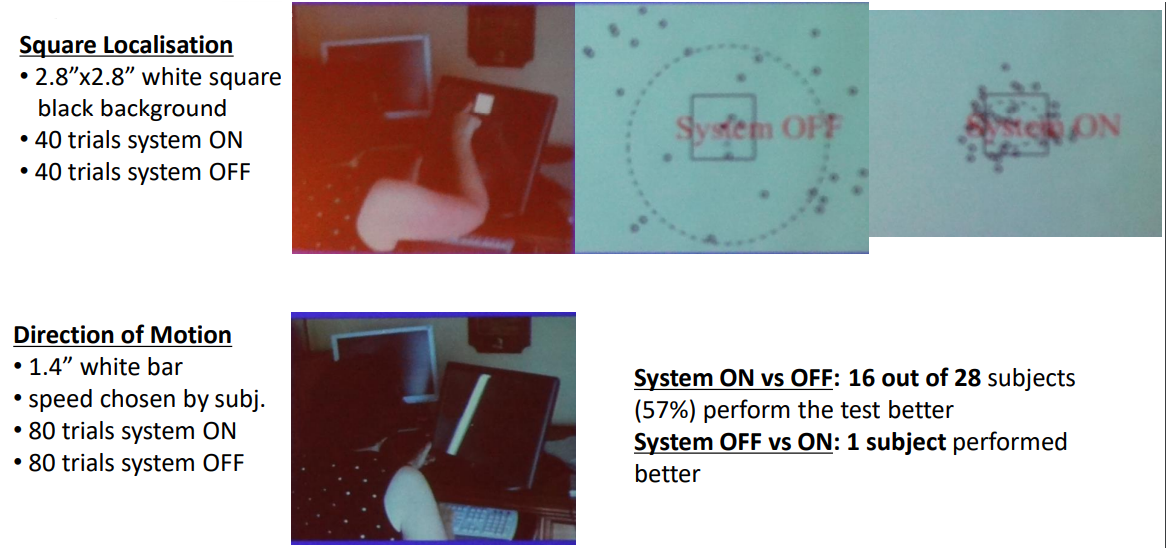 Square Localisation
• 2.8”x2.8” white square
black background
• 40 trials system ON
• 40 trials system OFF
System OFF
System ON
Direction of Motion
• 1.4” white bar
• speed chosen by subj.
• 80 trials system ON
• 80 trials system OFF
System ON vs OFF: 16 out of 28 subjects
(57%) perform the test better
System OFF vs ON: 1 subject performed
better